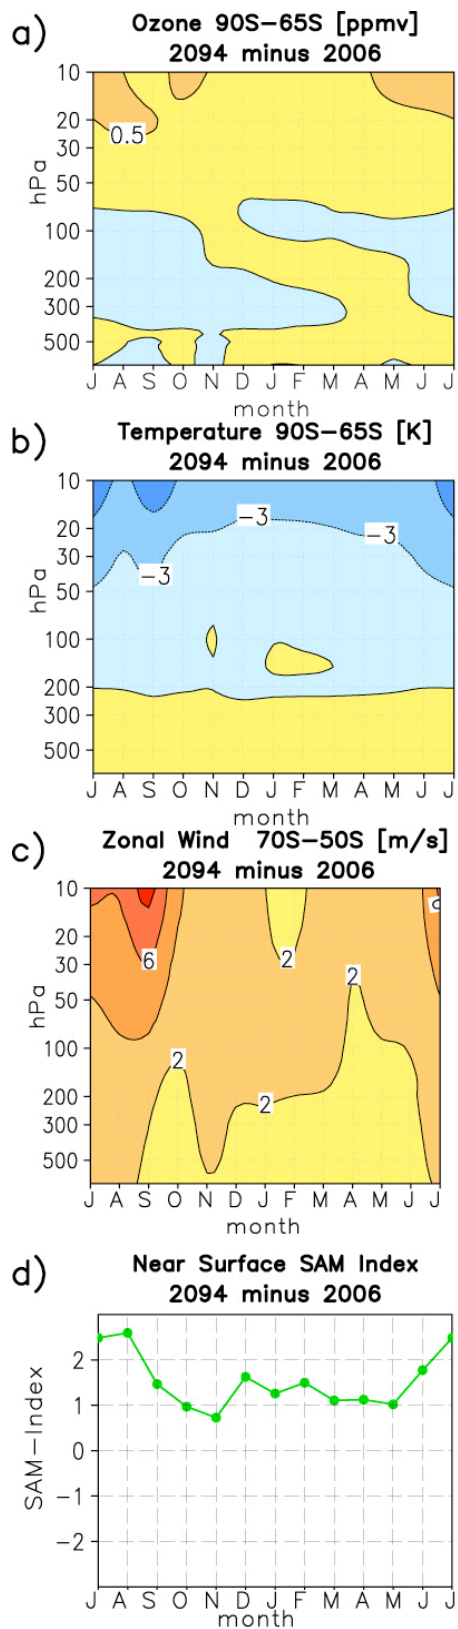 a)
Ozone 90S−65S [ppmv]
2094 minus 2006
hPa
10
20
30
50
100
200
300
500
0.5
J A S O N D J F M A M J J
month
b)
Temperature 90S−65S [K]
2094 minus 2006
hPa
10
20
30
50
100
200
300
500
−3
−3
−3
J A S O N D J F M A M J J
month
c)
Zonal Wind 70S−50S [m/s]
2094 minus 2006
hPa
10
20
30
50
100
200
300
500
6
2
2
2
2
J A S O N D J F M A M J J
month
d)
Near Surface SAM Index
2094 minus 2006
SAM−Index
2
1
0
−1
−2
J A S O N D J F M A M J J
month